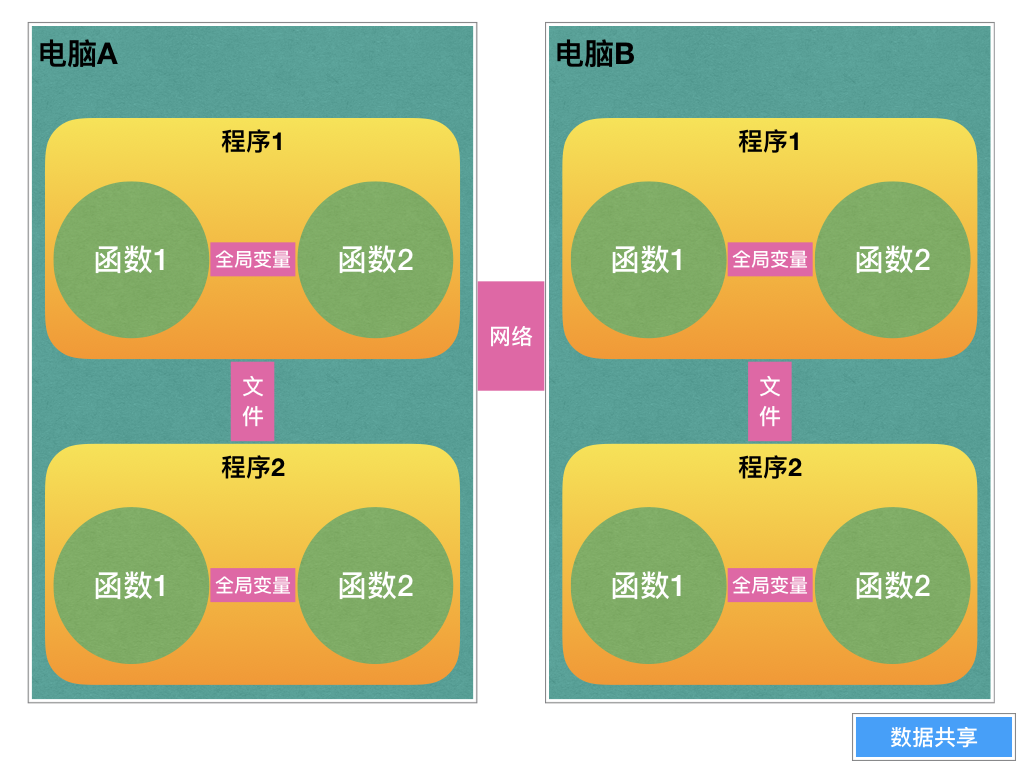 电脑A
程序1
函数1
全局变量
函数2
文
件
程序2
函数1
全局变量
函数2
网络
电脑B
程序1
函数1
全局变量
函数2
文
件
程序2
函数1
全局变量
函数2
数据共享